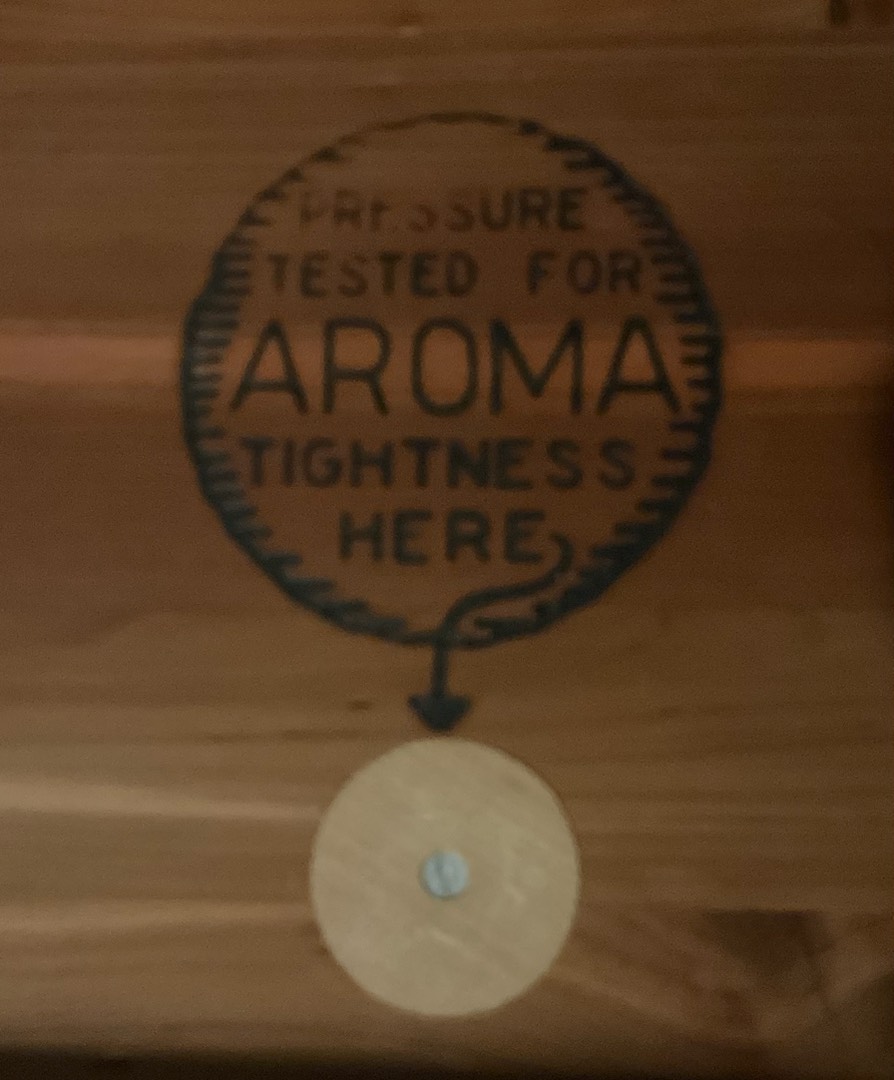 PRESSURE
TESTED FOR
AROMA
TIGHTNESS
HERE